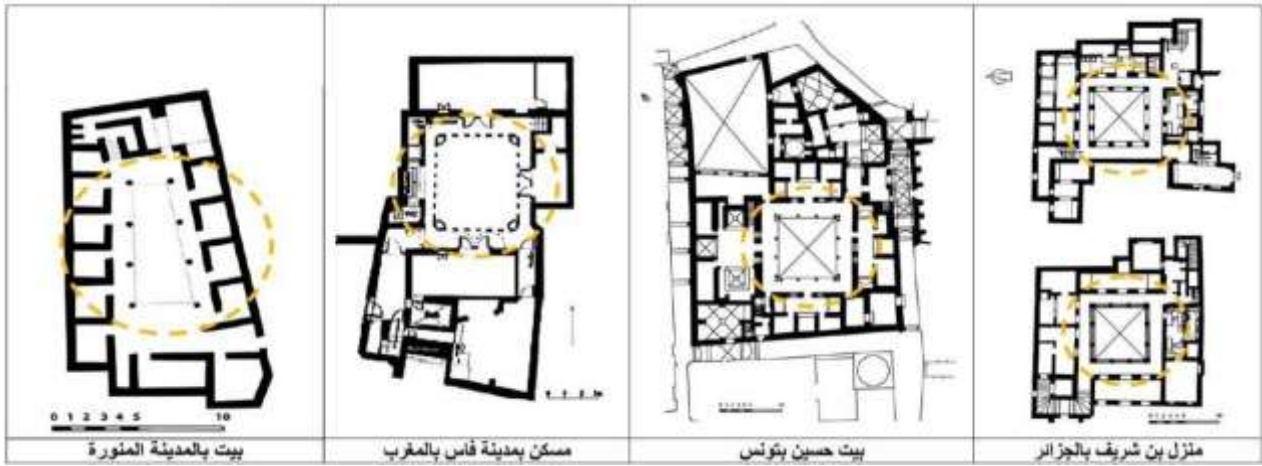 منزل بن شريف بالجزائر
بيت حسين بتونس
مسكن بمدينة فاس بالمغرب
بيت بالمدينة المنورة
0 1 2 3 4 5 10